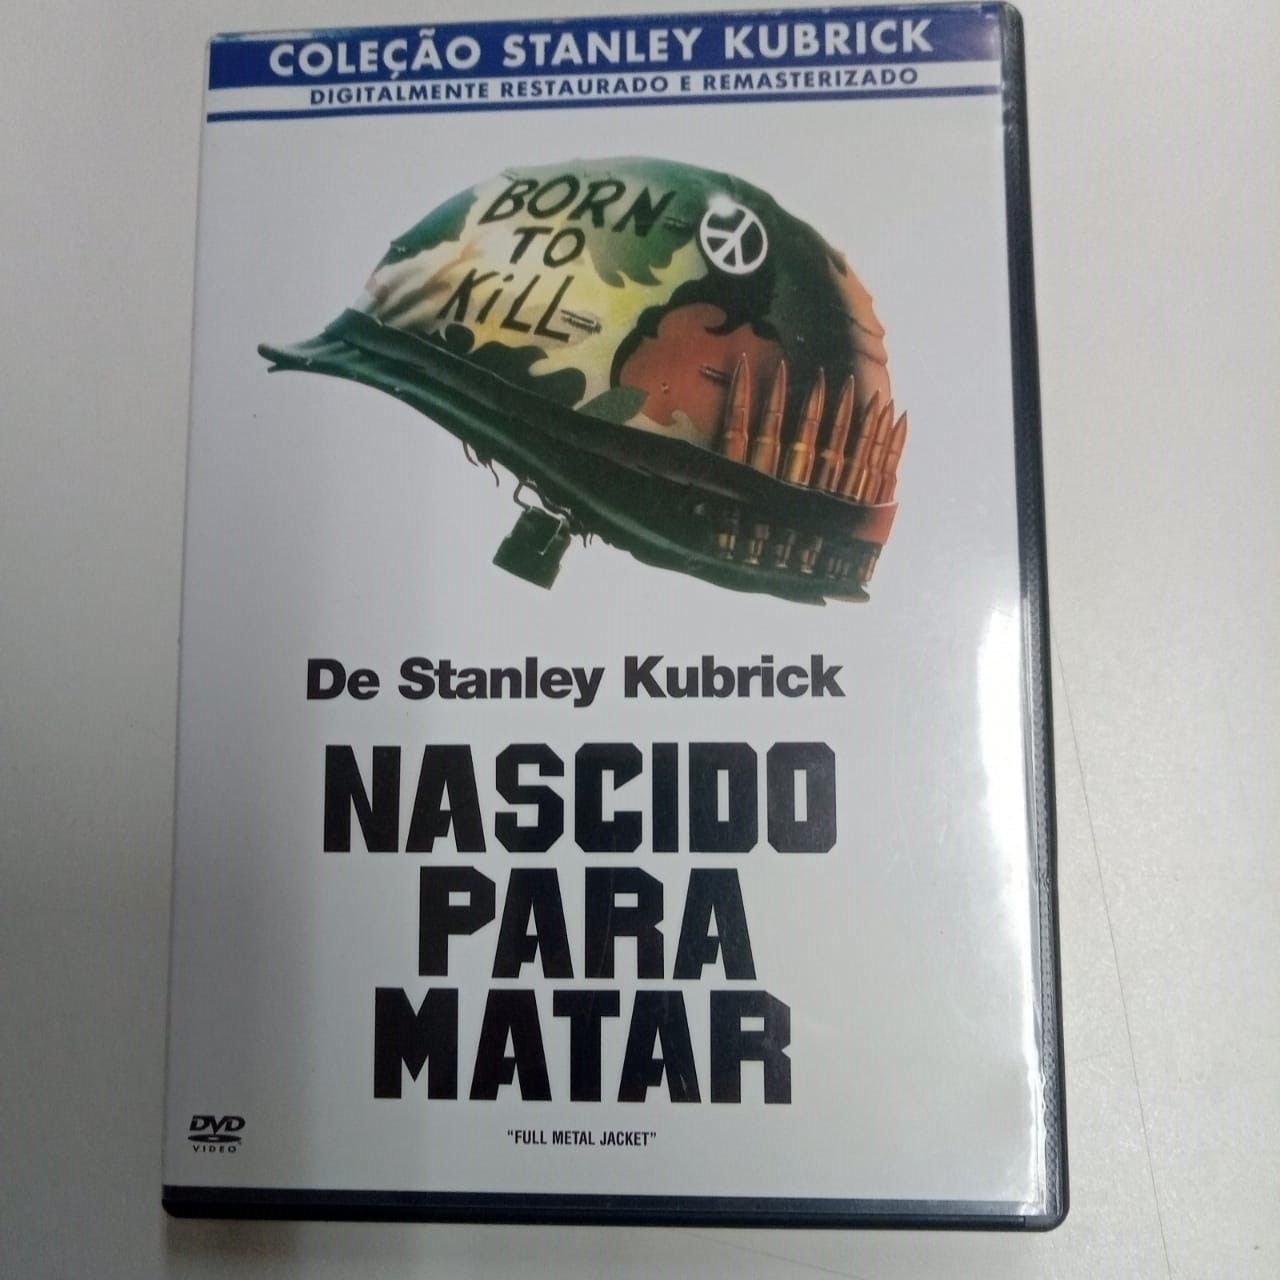 COLEÇÃO STANLEY KUBRICK
DIGITALMENTE RESTAURADO E REMASTERIZADO
BORN
TO
KiLL
De Stanley Kubrick
NASCIDO
PARA
MATAR
DVD
VIDEO
"FULL METAL JACKET"